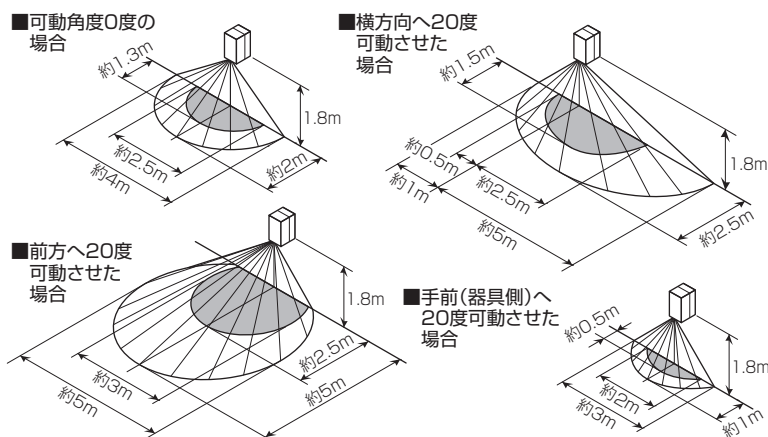 ■可動角度0度の
場合
約1.3m
1.8m
約2.5m
約4m
約2m
■横方向へ20度
可動させた
場合
約1.5m
1.8m
約0.5m
約1m
約2.5m
約5m
約2.5m
■前方へ20度
可動させた
場合
1.8m
約2.5m
約5m
約3m
約5m
■手前(器具側)へ
20度可動させた
場合
約0.5m
1.8m
約2m
約3m
約1m